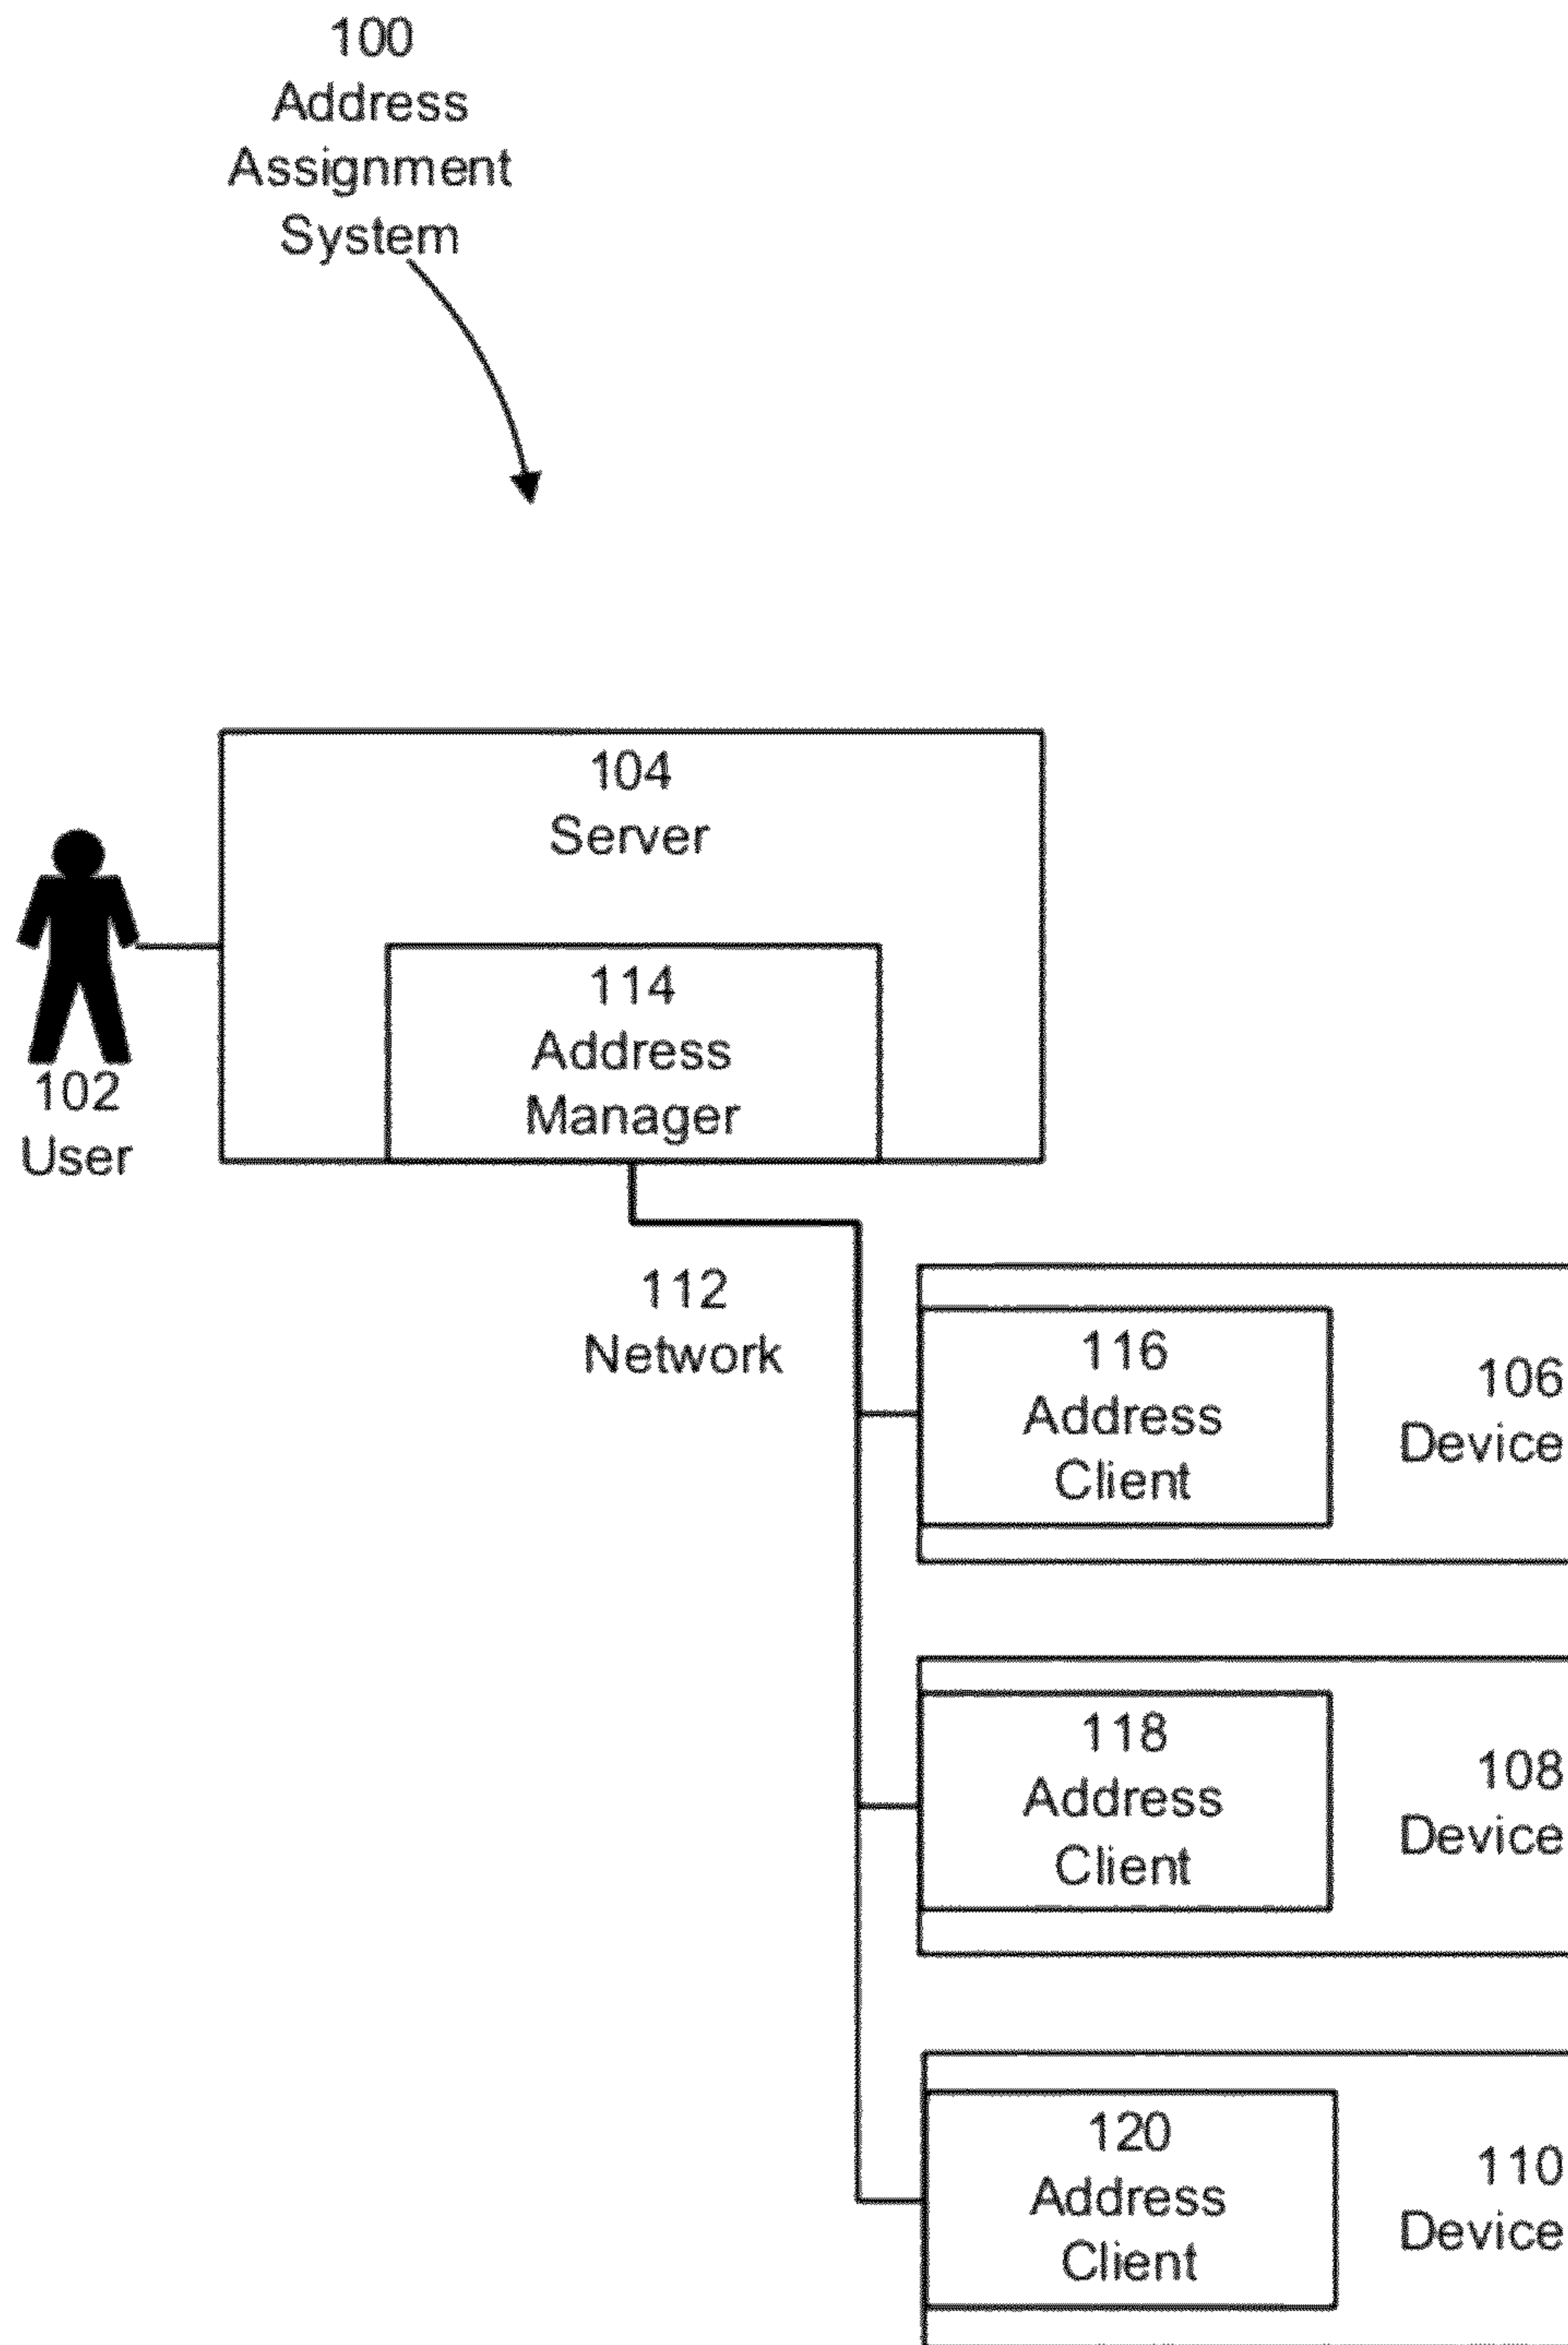 100
Address
Assignment
System
104
Server
114
Address
Manager
102
User
112
Network
116
Address
Client
106
Device
118
Address
Client
108
Device
120
Address
Client
110
Device